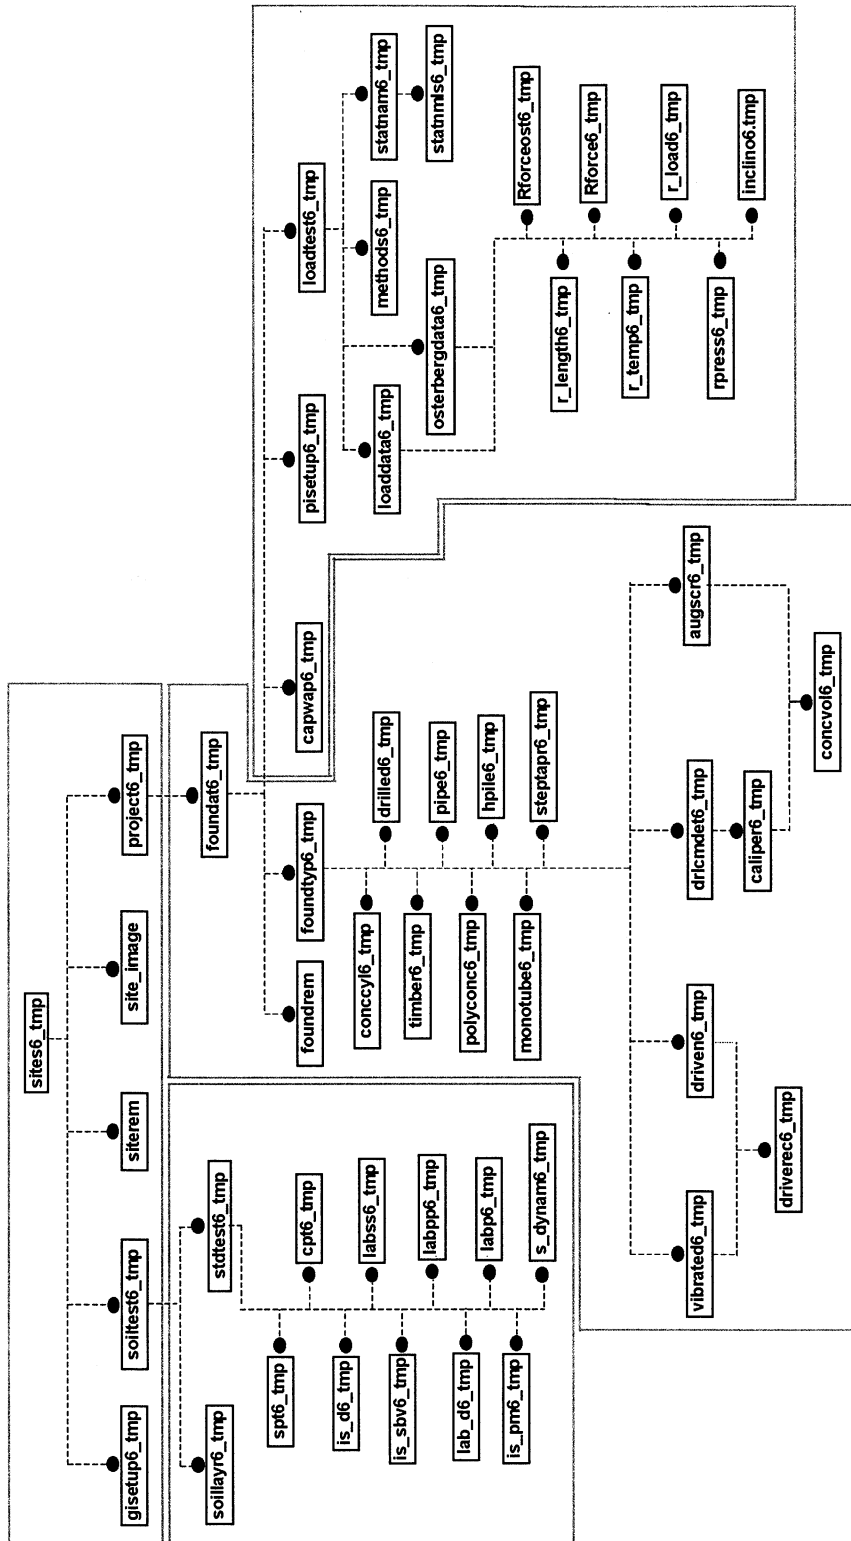 sites6_tmp
gisetup6_tmp
soiltest6_tmp
siterem
site_image
project6_tmp
soillayr6_tmp
stdtest6_tmp
spt6_tmp
cpt6_tmp
is_d6_tmp
labss6_tmp
is_sbv6_tmp
labpp6_tmp
lab_d6_tmp
labp6_tmp
is_pm6_tmp
s_dynam6_tmp
foundat6_tmp
foundrem
foundtyp6_tmp
capwap6_tmp
pisetup6_tmp
loadtest6_tmp
conccyl6_tmp
drilled6_tmp
timber6_tmp
pipe6_tmp
polyconc6_tmp
hpile6_tmp
monotube6_tmp
steptapr6_tmp
vibrated6_tmp
driven6_tmp
drlcmdet6_tmp
augscr6_tmp
driverec6_tmp
caliper6_tmp
concvol6_tmp
loaddata6_tmp
osterbergdata6_tmp
methods6_tmp
statnam6_tmp
statnmls6_tmp
Rforceost6_tmp
r_length6_tmp
Rforce6_tmp
r_temp6_tmp
r_load6_tmp
rpress6_tmp
inclino6.tmp